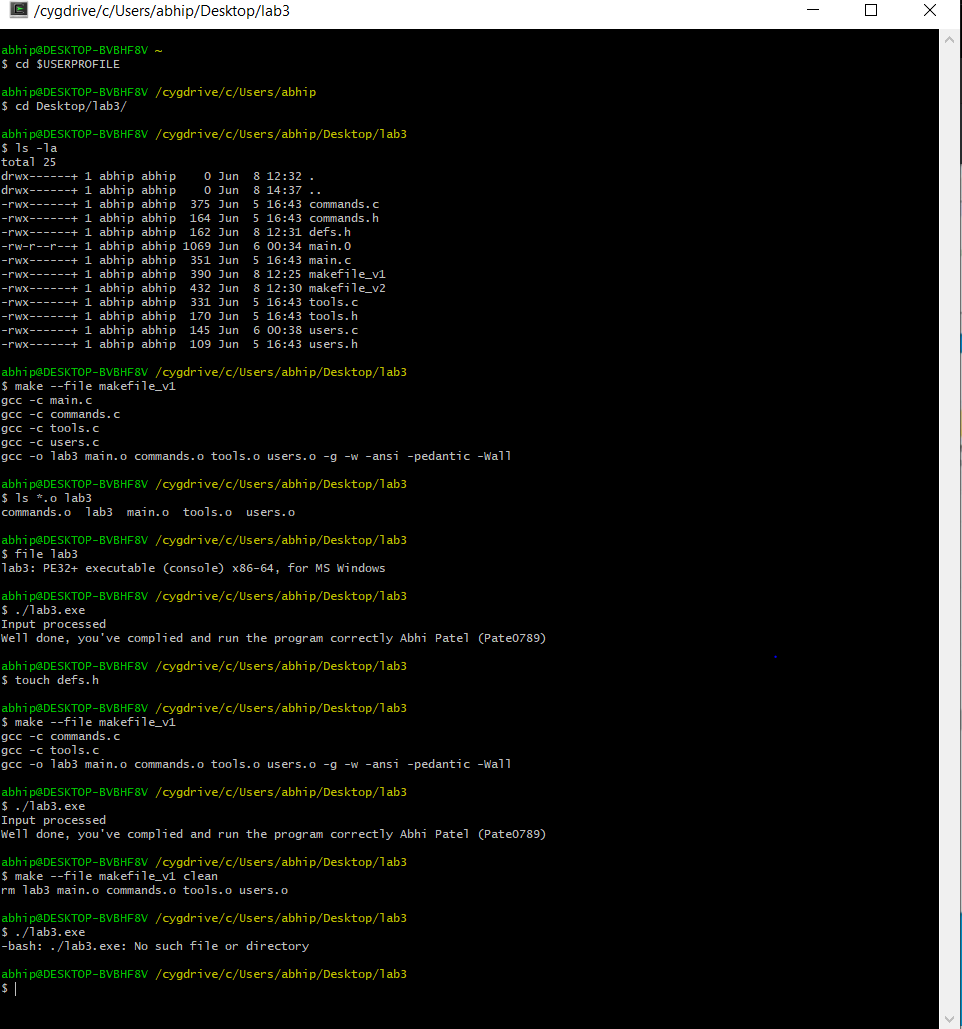 /cygdrive/c/Users/abhip/Desktop/lab3
abhip@DESKTOP-BVBHF8V ~
$ cd $USERPROFILE
abhip@DESKTOP-BVBHF8V /cygdrive/c/Users/abhip
$ cd Desktop/lab3/
abhip@DESKTOP-BVBHF8V /cygdrive/c/Users/abhip/Desktop/lab3
$ ls -la
total 25
drwx------+ 1 abhip abhip    0 Jun  8 12:32 .
drwx------+ 1 abhip abhip    0 Jun  8 14:37 ..
-rwx------+ 1 abhip abhip  375 Jun  5 16:43 commands.c
-rwx------+ 1 abhip abhip  164 Jun  5 16:43 commands.h
-rwx------+ 1 abhip abhip  162 Jun  8 12:31 defs.h
-rw-r--r--+ 1 abhip abhip 1069 Jun  6 00:34 main.0
-rwx------+ 1 abhip abhip  351 Jun  5 16:43 main.c
-rwx------+ 1 abhip abhip  390 Jun  8 12:25 makefile_v1
-rwx------+ 1 abhip abhip  432 Jun  8 12:30 makefile_v2
-rwx------+ 1 abhip abhip  331 Jun  5 16:43 tools.c
-rwx------+ 1 abhip abhip  170 Jun  5 16:43 tools.h
-rwx------+ 1 abhip abhip  145 Jun  6 00:38 users.c
-rwx------+ 1 abhip abhip  109 Jun  5 16:43 users.h
abhip@DESKTOP-BVBHF8V /cygdrive/c/Users/abhip/Desktop/lab3
$ make --file makefile_v1
gcc -c main.c
gcc -c commands.c
gcc -c tools.c
gcc -c users.c
gcc -o lab3 main.o commands.o tools.o users.o -g -w -ansi -pedantic -Wall
abhip@DESKTOP-BVBHF8V /cygdrive/c/Users/abhip/Desktop/lab3
$ ls *.o lab3
commands.o  lab3  main.o  tools.o  users.o
abhip@DESKTOP-BVBHF8V /cygdrive/c/Users/abhip/Desktop/lab3
$ file lab3
lab3: PE32+ executable (console) x86-64, for MS Windows
abhip@DESKTOP-BVBHF8V /cygdrive/c/Users/abhip/Desktop/lab3
$ ./lab3.exe
Input processed
Well done, you've complied and run the program correctly Abhi Patel (Pate0789)
abhip@DESKTOP-BVBHF8V /cygdrive/c/Users/abhip/Desktop/lab3
$ touch defs.h
abhip@DESKTOP-BVBHF8V /cygdrive/c/Users/abhip/Desktop/lab3
$ make --file makefile_v1
gcc -c commands.c
gcc -c tools.c
gcc -o lab3 main.o commands.o tools.o users.o -g -w -ansi -pedantic -Wall
abhip@DESKTOP-BVBHF8V /cygdrive/c/Users/abhip/Desktop/lab3
$ ./lab3.exe
Input processed
Well done, you've complied and run the program correctly Abhi Patel (Pate0789)
abhip@DESKTOP-BVBHF8V /cygdrive/c/Users/abhip/Desktop/lab3
$ make --file makefile_v1 clean
rm lab3 main.o commands.o tools.o users.o
abhip@DESKTOP-BVBHF8V /cygdrive/c/Users/abhip/Desktop/lab3
$ ./lab3.exe
-bash: ./lab3.exe: No such file or directory
abhip@DESKTOP-BVBHF8V /cygdrive/c/Users/abhip/Desktop/lab3
$